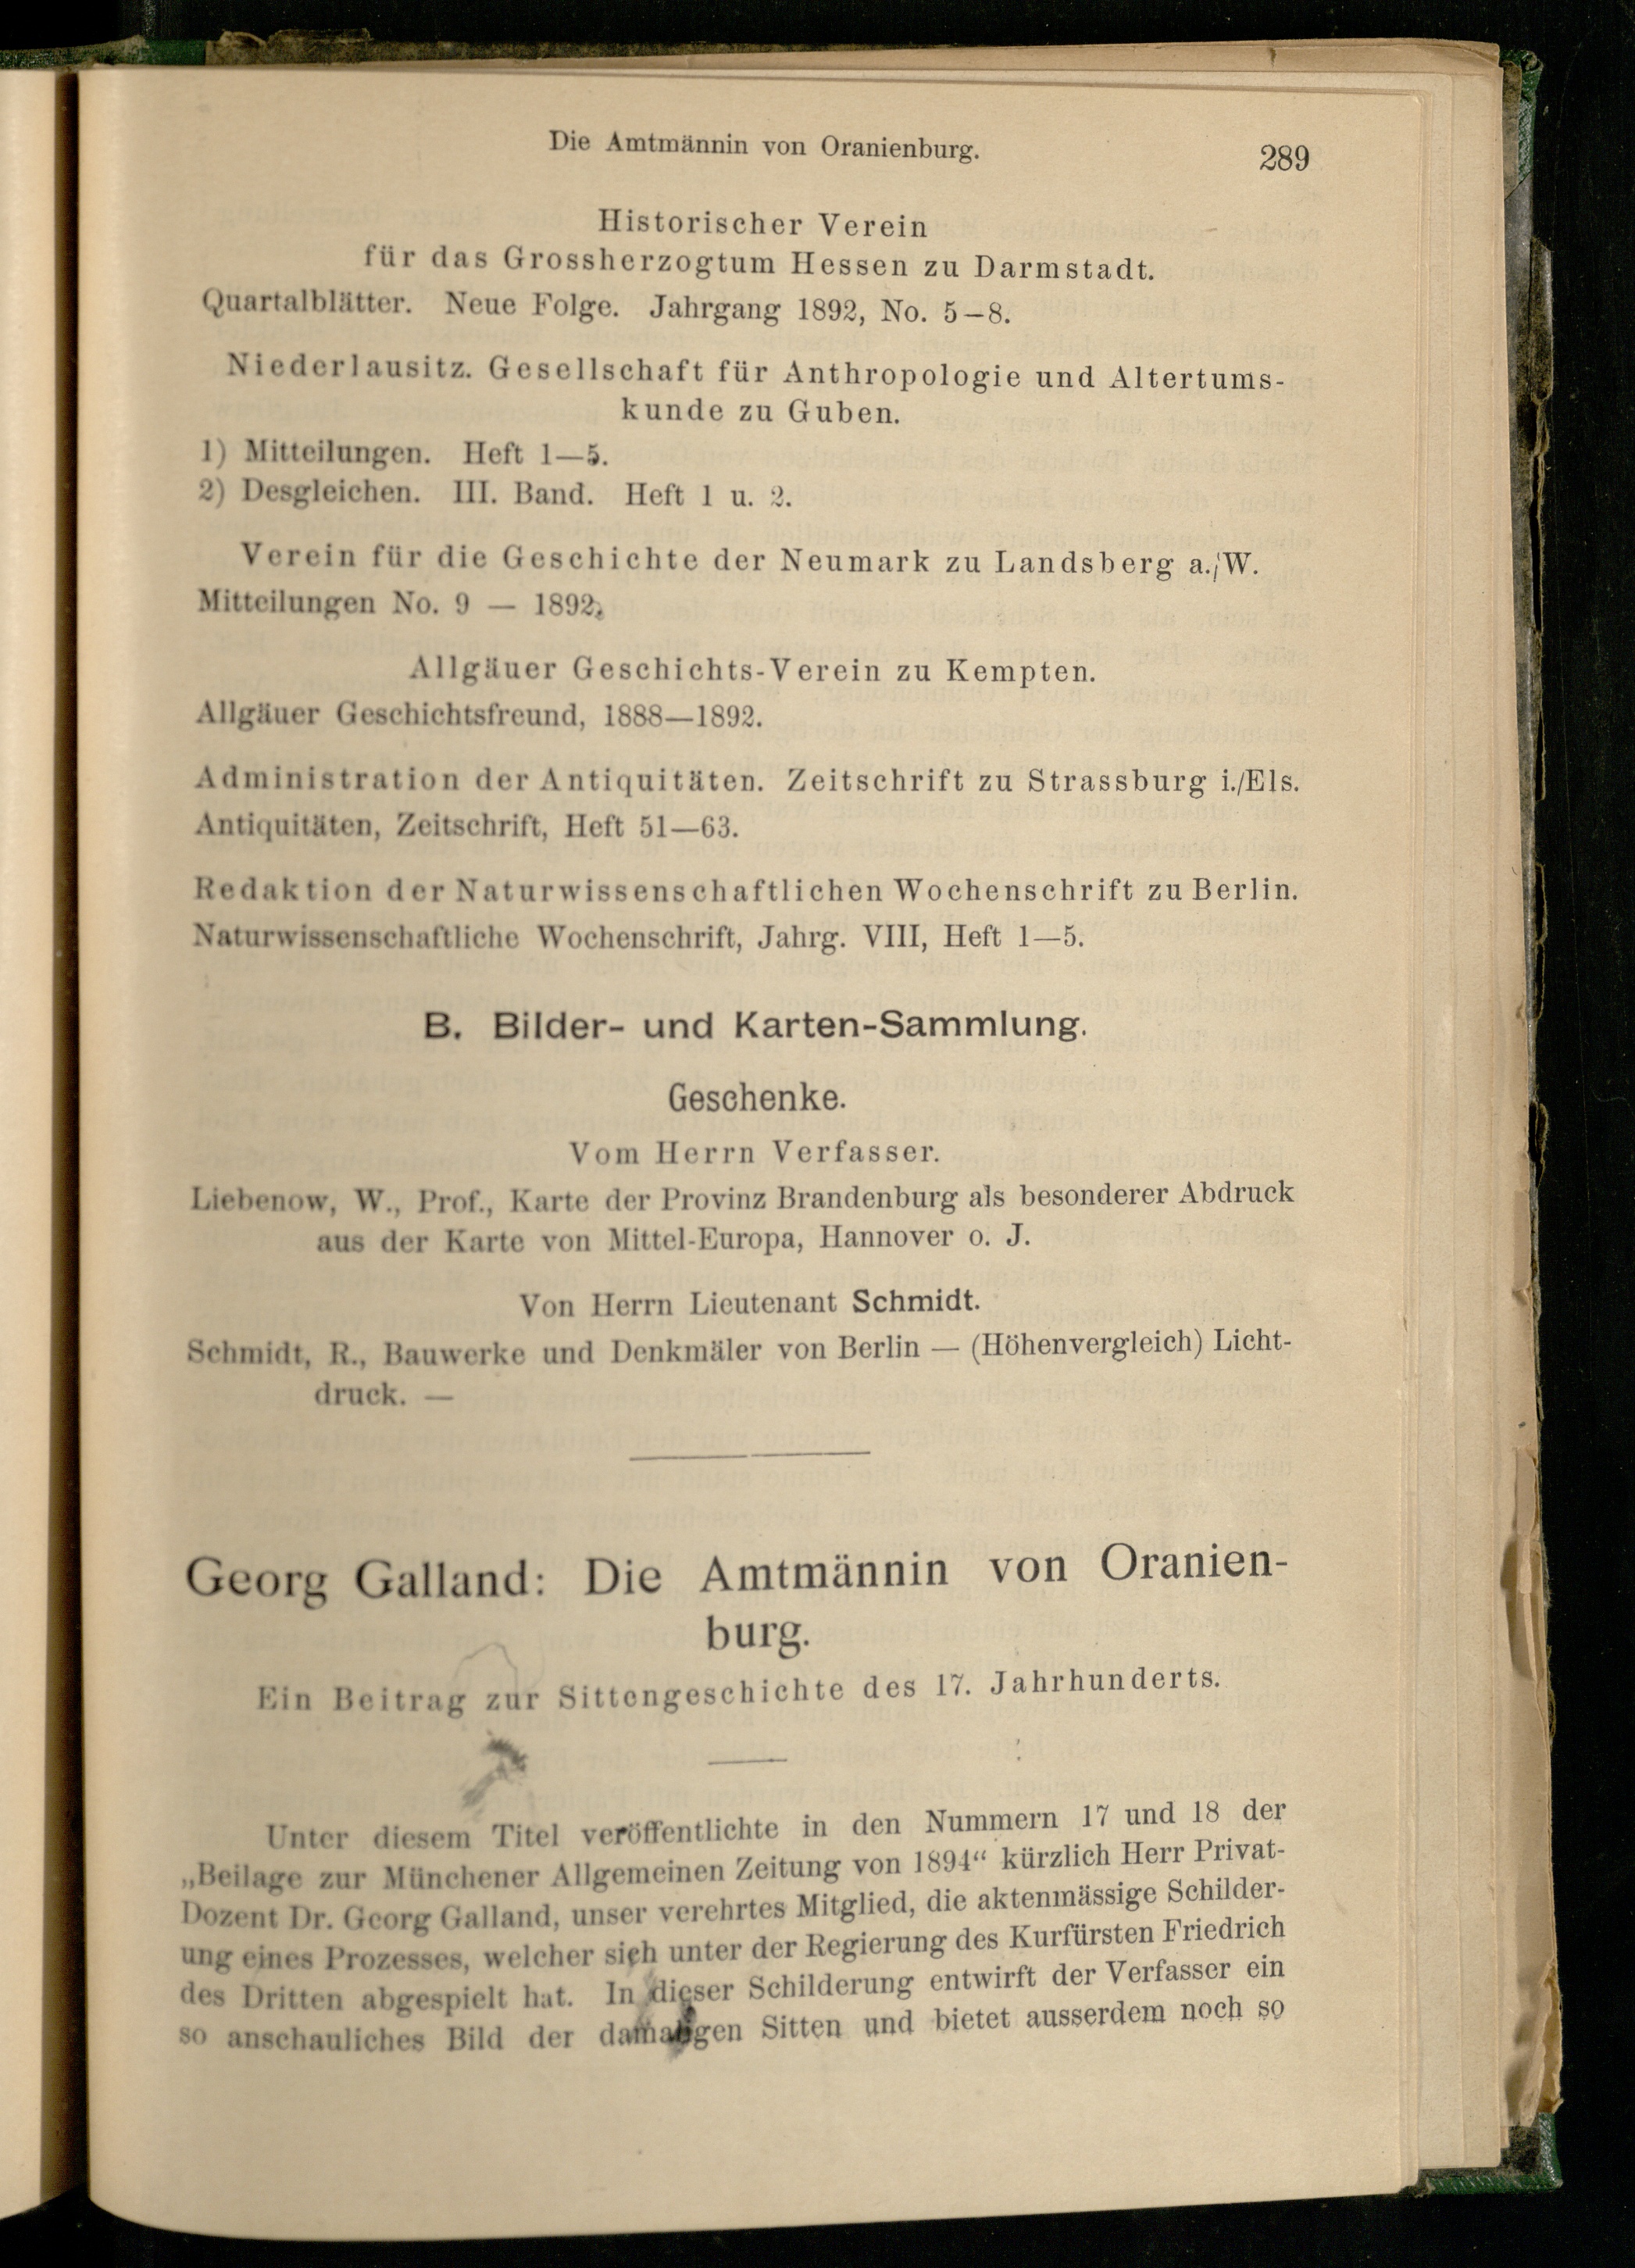 Die Amtmännin von Oranienburg.
289
Historischer Verein
für das Grossherzogtum Hessen zu Darmstadt.
Quartalblätter. Neue Folge. Jahrgang 1892, No. 5–8.
Niederlausitz. Gesellschaft für Anthropologie und Altertums-
kunde zu Guben.
1) Mitteilungen. Heft 1—5.
2) Desgleichen. III. Band. Heft 1 u. 2.
Verein für die Geschichte der Neumark zu Landsberg a./W.
Mitteilungen No. 9 — 1892.
Allgäuer Geschichts-Verein zu Kempten.
Allgäuer Geschichtsfreund, 1888—1892.
Administration der Antiquitäten. Zeitschrift zu Strassburg i./Els.
Antiquitäten, Zeitschrift, Heft 51—63.
Redaktion der Naturwissenschaftlichen Wochenschrift zu Berlin.
Naturwissenschaftliche Wochenschrift, Jahrg. VIII, Heft 1—5.
B. Bilder- und Karten-Sammlung.
Geschenke.
Vom Herrn Verfasser.
Liebenow, W., Prof., Karte der Provinz Brandenburg als besonderer Abdruck
aus der Karte von Mittel-Europa, Hannover o. J.
Von Herrn Lieutenant Schmidt.
Schmidt, R., Bauwerke und Denkmäler von Berlin — (Höhenvergleich) Licht-
druck. —
Georg Galland: Die Amtmännin von Oranien-
burg.
Ein Beitrag zur Sittengeschichte des 17. Jahrhunderts.
Unter diesem Titel veröffentlichte in den Nummern 17 und 18 der
„Beilage zur Münchener Allgemeinen Zeitung von 1894“ kürzlich Herr Privat-
Dozent Dr. Georg Galland, unser verehrtes Mitglied, die aktenmässige Schilder-
ung eines Prozesses, welcher sich unter der Regierung des Kurfürsten Friedrich
des Dritten abgespielt hat. In dieser Schilderung entwirft der Verfasser ein
so anschauliches Bild der damaligen Sitten und bietet ausserdem noch so